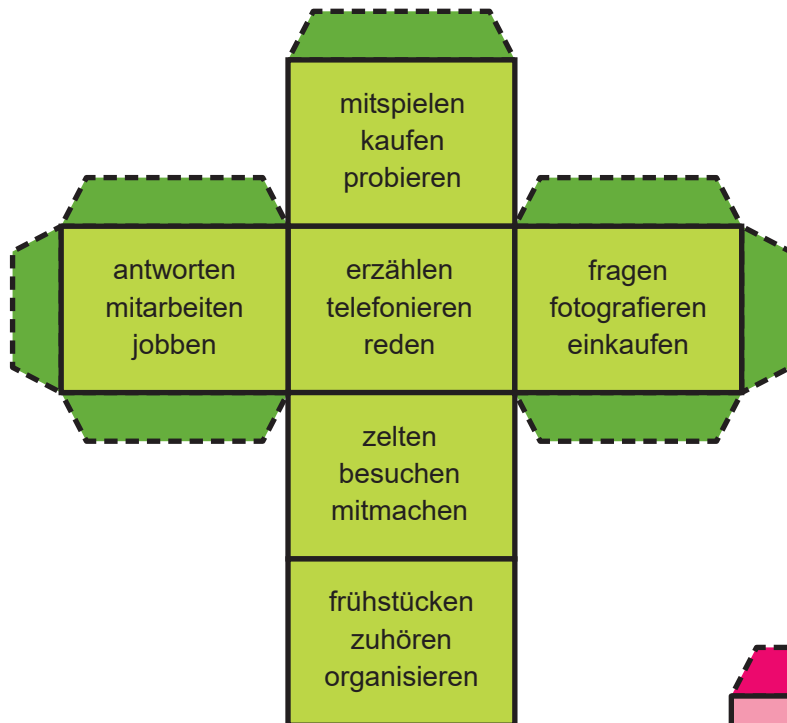 mitspielen
kaufen
probieren
antworten
mitarbeiten
jobben
erzählen
telefonieren
reden
fragen
fotografieren
einkaufen
zelten
besuchen
mitmachen
frühstücken
zuhören
organisieren